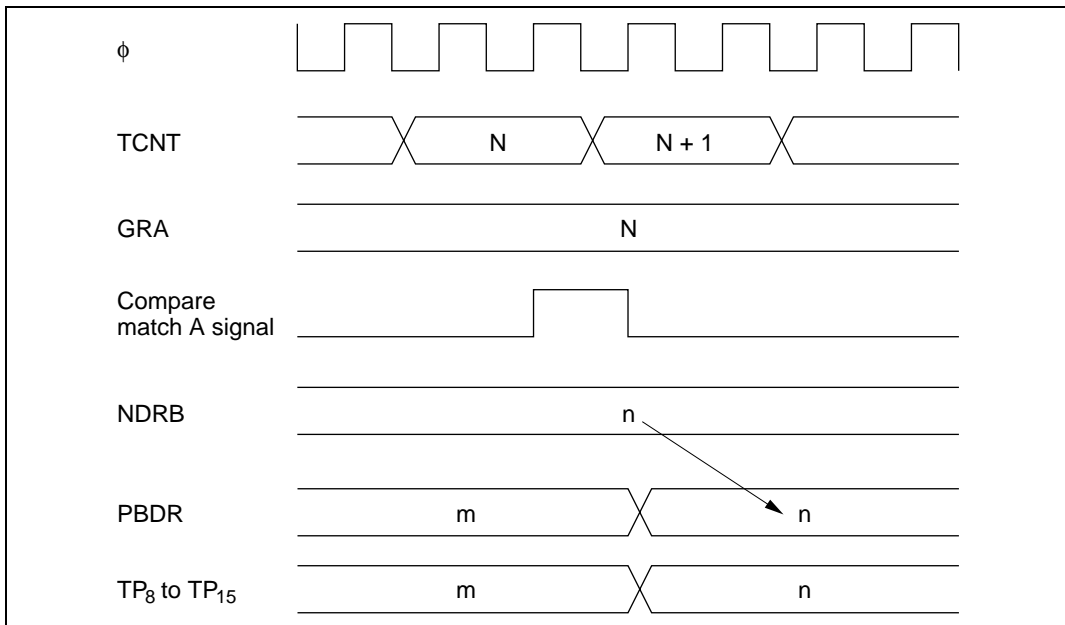 ϕ
TCNT
N
N + 1
GRA
N
Compare
match A signal
NDRB
n
PBDR
m
n
TP8 to TP15
m
n